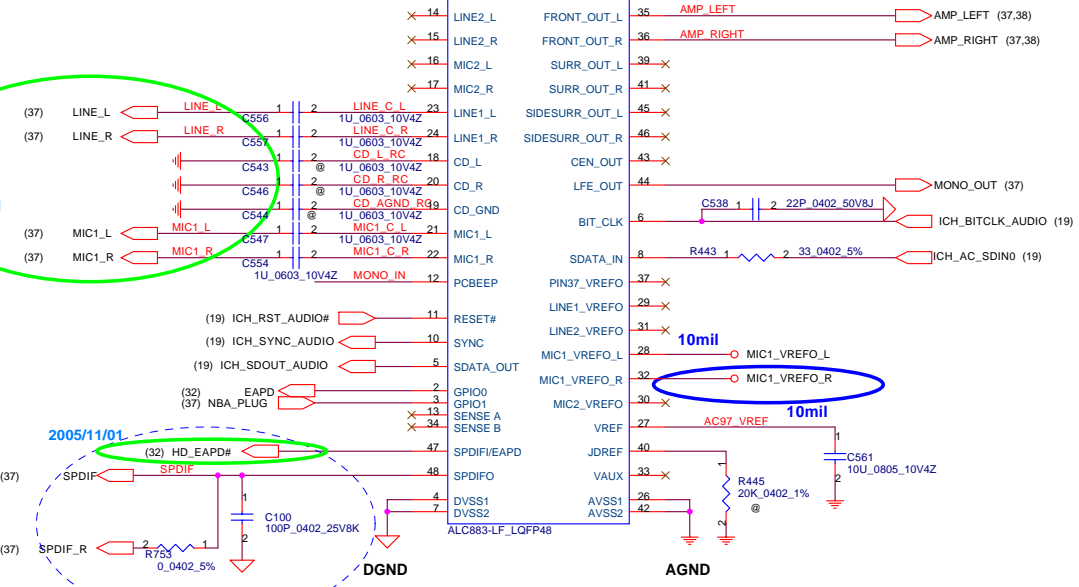 14 LINE2_L FRONT_OUT_L 35 AMP_LEFT AMP_LEFT (37,38)
15 LINE2_R FRONT_OUT_R 36 AMP_RIGHT AMP_RIGHT (37,38)
16 MIC2_L SURR_OUT_L 39
17 MIC2_R SURR_OUT_R 41
(37) LINE_L LINE_L 1 2 LINE_C_L 23 LINE1_L SIDESURR_OUT_L 45
C556 1U_0603_10V4Z
(37) LINE_R LINE_R 1 2 LINE_C_R 24 LINE1_R SIDESURR_OUT_R 46
C557 1U_0603_10V4Z
1 2 CD_L_RC 18 CD_L CEN_OUT 43
C543 @ 1U_0603_10V4Z
1 2 CD_R_RC 20 CD_R LFE_OUT 44 MONO_OUT (37)
C546 @ 1U_0603_10V4Z
1 2 CD_AGND_RC 19 CD_GND
C538 1 2 22P_0402_50V8J
C544 @ 1U_0603_10V4Z
BIT_CLK 6 ICH_BITCLK_AUDIO (19)
(37) MIC1_L MIC1_L 1 2 MIC1_C_L 21 MIC1_L
C547 1U_0603_10V4Z
(37) MIC1_R MIC1_R 1 2 MIC1_C_R 22 MIC1_R SDATA_IN 8 R443 1 2 33_0402_5% ICH_AC_SDIN0 (19)
C554 1U_0603_10V4Z
MONO_IN 12 PCBEEP PIN37_VREFO 37
LINE1_VREFO 29
(19) ICH_RST_AUDIO# 11 RESET#
LINE2_VREFO 31
(19) ICH_SYNC_AUDIO 10 SYNC
10mil
MIC1_VREFO_L 28 MIC1_VREFO_L
(19) ICH_SDOUT_AUDIO 5 SDATA_OUT
MIC1_VREFO_R 32 MIC1_VREFO_R
(32) EAPD 2 GPIO0
(37) NBA_PLUG 3 GPIO1 MIC2_VREFO 30
10mil
13 SENSE A
34 SENSE B VREF 27 AC97_VREF
2005/11/01
(32) HD_EAPD# 47 SPDIFI/EAPD JDREF 40
1 C561 10U_0805_10V4Z 2
(37) SPDIF SPDIF 48 SPDIFO VAUX 33
1 R445 20K_0402_1% @ 2
4 DVSS1 AVSS1 26
7 DVSS2 AVSS2 42
1 C100 100P_0402_25V8K 2
ALC883-LF_LQFP48
(37) SPDIF_R 2 1
R753 0_0402_5%
DGND AGND